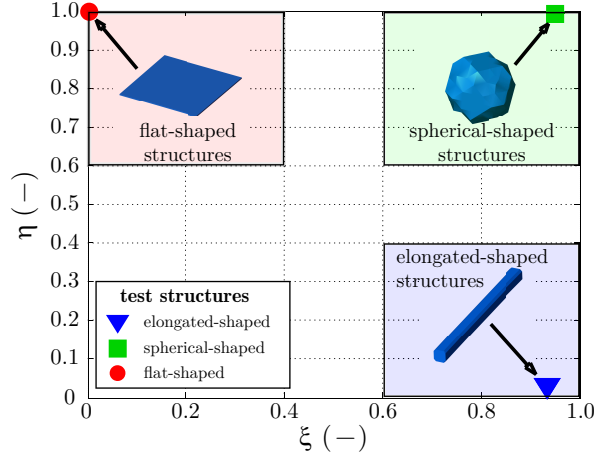 1.0
0.9
0.8
0.7
0.6
0.5
0.4
0.3
0.2
0.1
0
η (−)
flat-shaped
structures
spherical-shaped
structures
elongated-shaped
structures
test structures
elongated-shaped
spherical-shaped
flat-shaped
0 0.2 0.4 0.6 0.8 1.0
ξ (−)